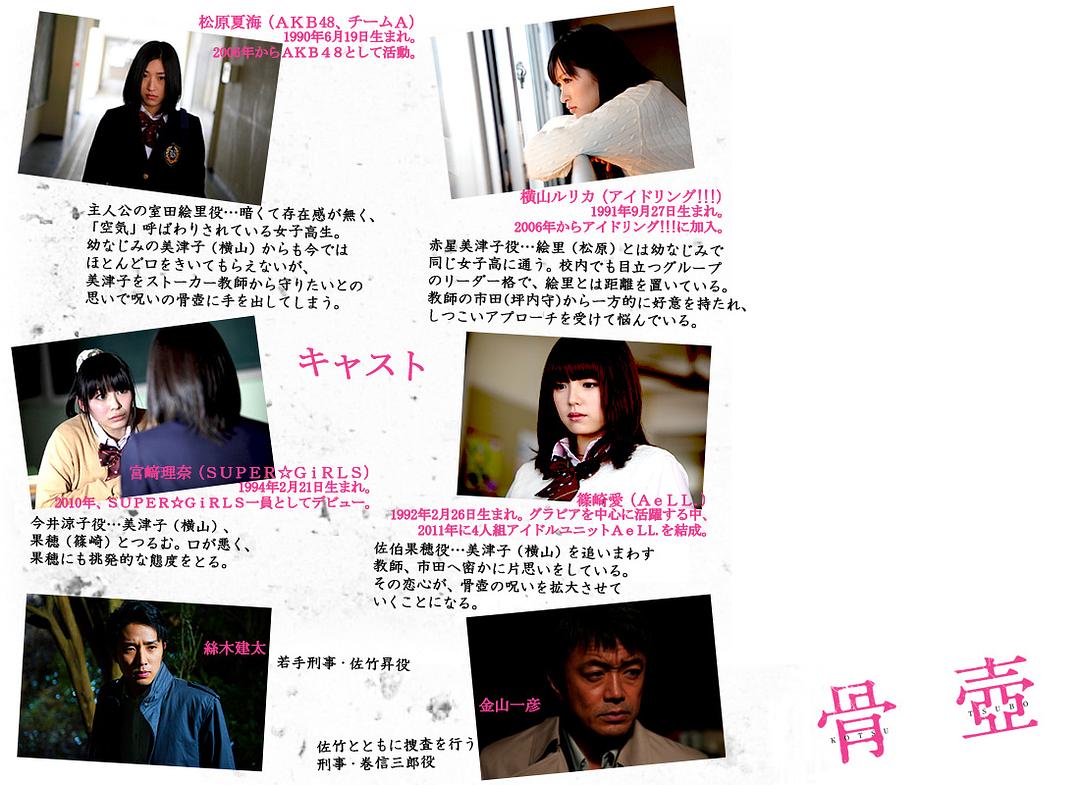 松原夏海（ＡＫＢ48、チームＡ）
1990年6月19日生まれ。
2006年からＡＫＢ４８として活動。
主人公の室田絵里役…暗くて存在感が無く、
「空気」呼ばわりされている女子高生。
幼なじみの美津子（横山）からも今では
ほとんど口をきいてもらえないが、
美津子をストーカー教師から守りたいとの
思いで呪いの骨壺に手を出してしまう。
横山ルリカ（アイドリング!!!）
1991年9月27日生まれ。
2006年からアイドリング!!!に加入。
赤星美津子役…絵里（松原）とは幼なじみで
同じ女子高に通う。校内でも目立つグループ
のリーダー格で、絵里とは距離を置いている。
教師の市田(坪内守)から一方的に好意を持たれ、
しつこいアプローチを受けて悩んでいる。
キャスト
宮﨑理奈（ＳＵＰＥＲ☆ＧｉＲＬＳ）
1994年2月21日生まれ。
2010年、ＳＵＰＥＲ☆ＧｉＲＬＳ一員としてデビュー。
今井涼子役…美津子（横山）、
果穂（篠崎）とつるむ。口が悪く、
果穂にも挑発的な態度をとる。
篠崎愛（ＡｅＬＬ.）
1992年2月26日生まれ。グラビアを中心に活躍する中、
2011年に4人組アイドルユニットＡｅＬＬ.を結成。
佐伯果穂役…美津子（横山）を追いまわす
教師、市田へ密かに片思いをしている。
その恋心が、骨壺の呪いを拡大させて
いくことになる。
絲木建太
若手刑事・佐竹昇役
金山一彦
佐竹とともに捜査を行う
刑事・巻信三郎役
骨壺
KOTSU
TSUBO